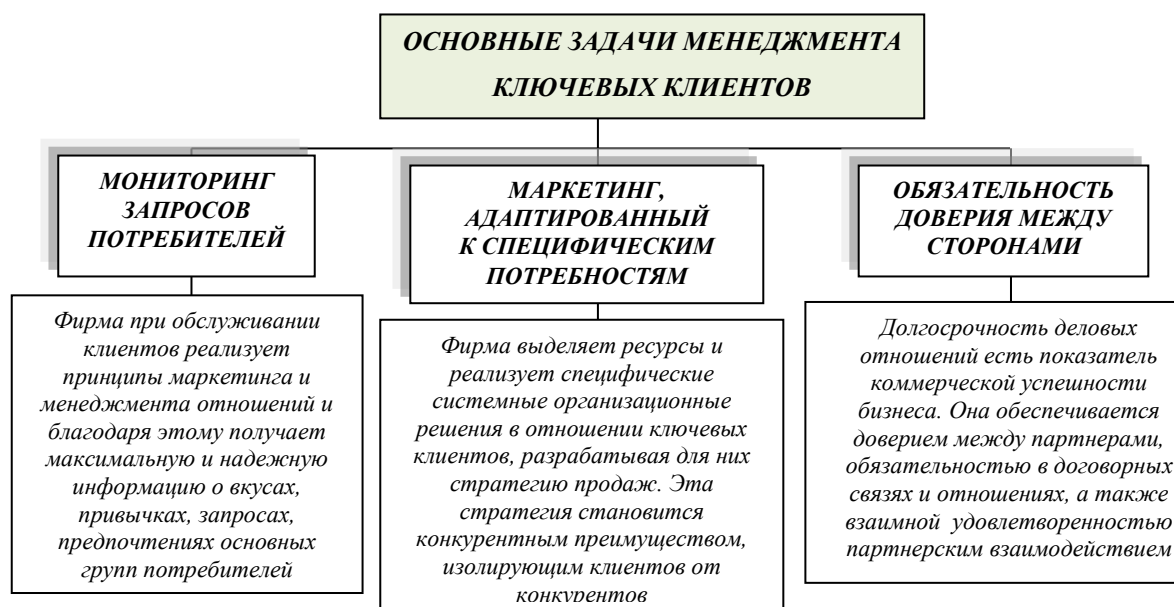 ОСНОВНЫЕ ЗАДАЧИ МЕНЕДЖМЕНТА
КЛЮЧЕВЫХ КЛИЕНТОВ
МОНИТОРИНГ
ЗАПРОСОВ
ПОТРЕБИТЕЛЕЙ
Фирма при обслуживании
клиентов реализует
принципы маркетинга и
менеджмента отношений и
благодаря этому получает
максимальную и надежную
информацию о вкусах,
привычках, запросах,
предпочтениях основных
групп потребителей
МАРКЕТИНГ,
АДАПТИРОВАННЫЙ
К СПЕЦИФИЧЕСКИМ
ПОТРЕБНОСТЯМ
Фирма выделяет ресурсы и
реализует специфические
системные организационные
решения в отношении ключевых
клиентов, разрабатывая для них
стратегию продаж. Эта
стратегия становится
конкурентным преимуществом,
изолирующим клиентов от
конкурентов
ОБЯЗАТЕЛЬНОСТЬ
ДОВЕРИЯ МЕЖДУ
СТОРОНАМИ
Долгосрочность деловых
отношений есть показатель
коммерческой успешности
бизнеса. Она обеспечивается
доверием между партнерами,
обязательностью в договорных
связях и отношениях, а также
взаимной удовлетворенностью
партнерским взаимодействием